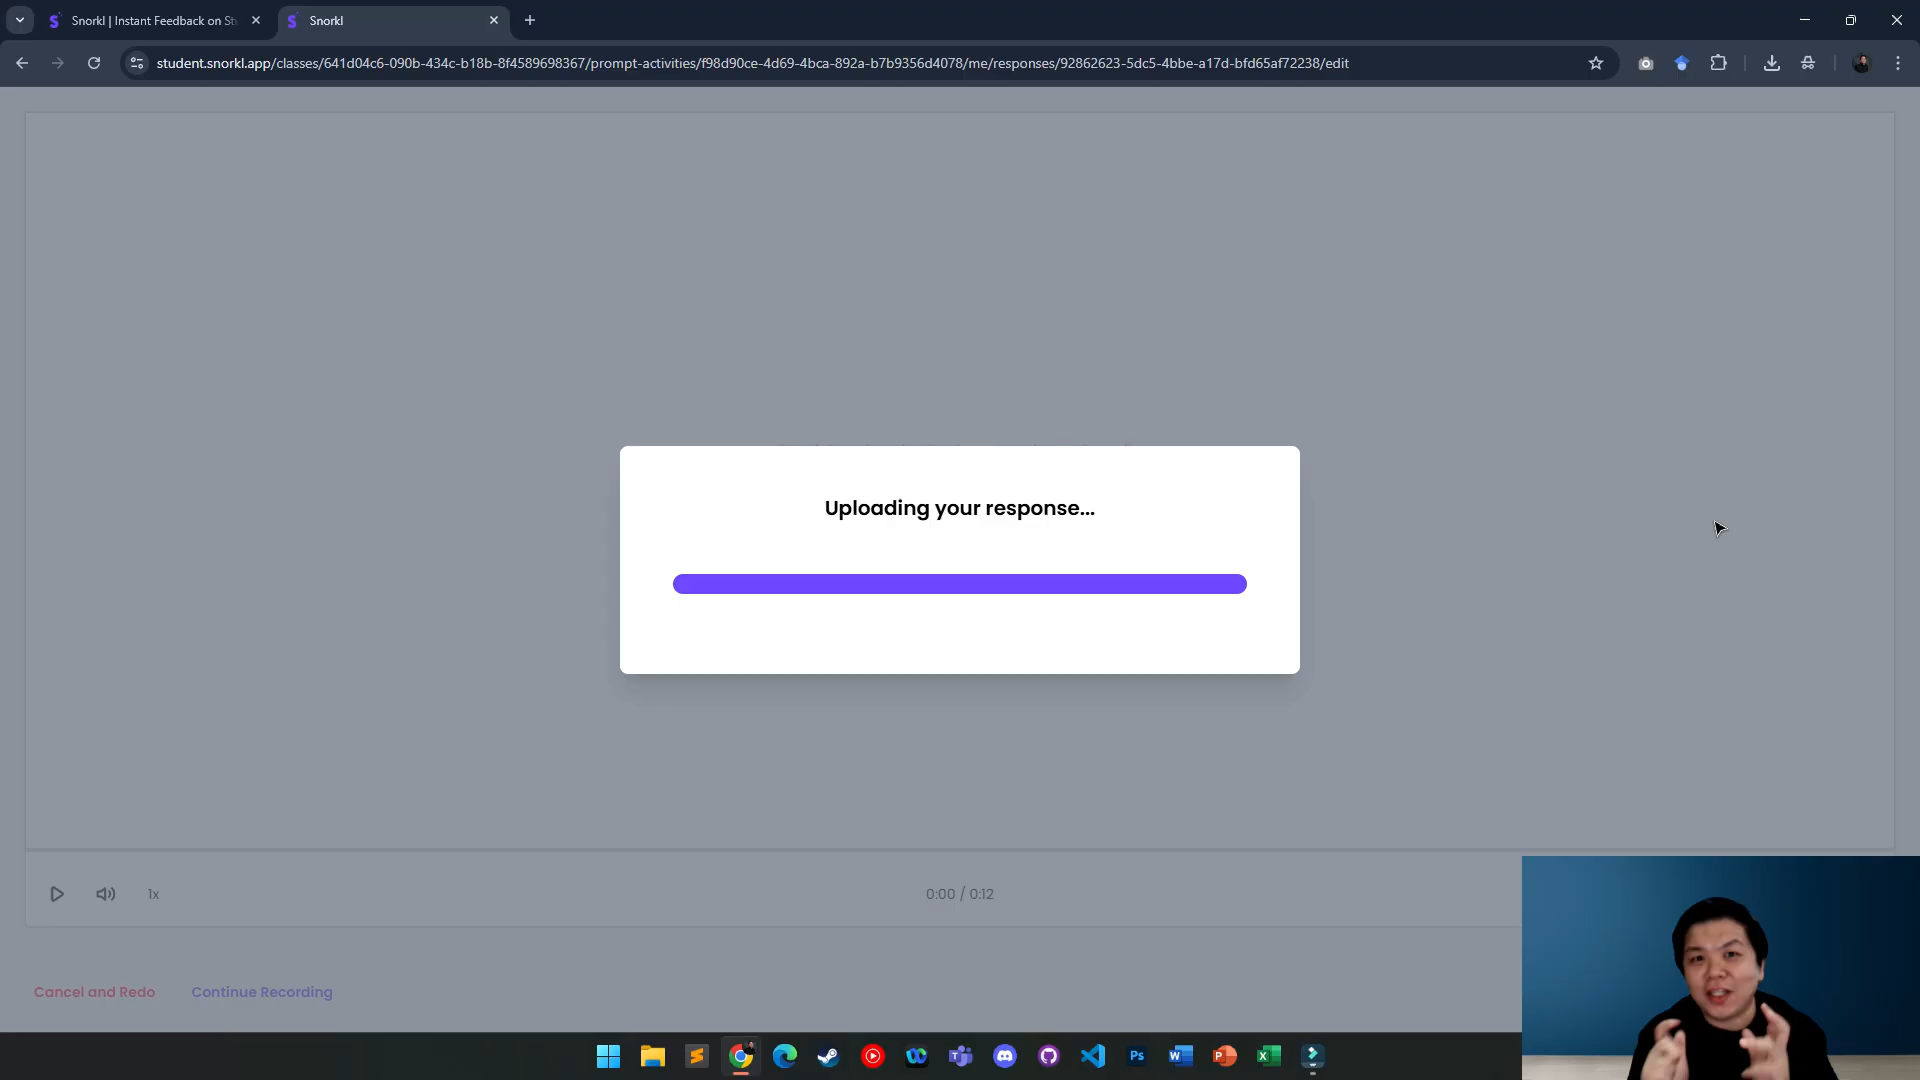 Snorkl | Instant Feedback on St
Snorkl
student.snorkl.app/classes/641d04c6-090b-434c-b18b-8f4589698367/prompt-activities/f98d90ce-4d69-4bca-892a-b7b9356d4078/me/responses/92862623-5dc5-4bbe-a17d-bfd65af72238/edit
Uploading your response...
1x
0:00 / 0:12
Cancel and Redo
Continue Recording